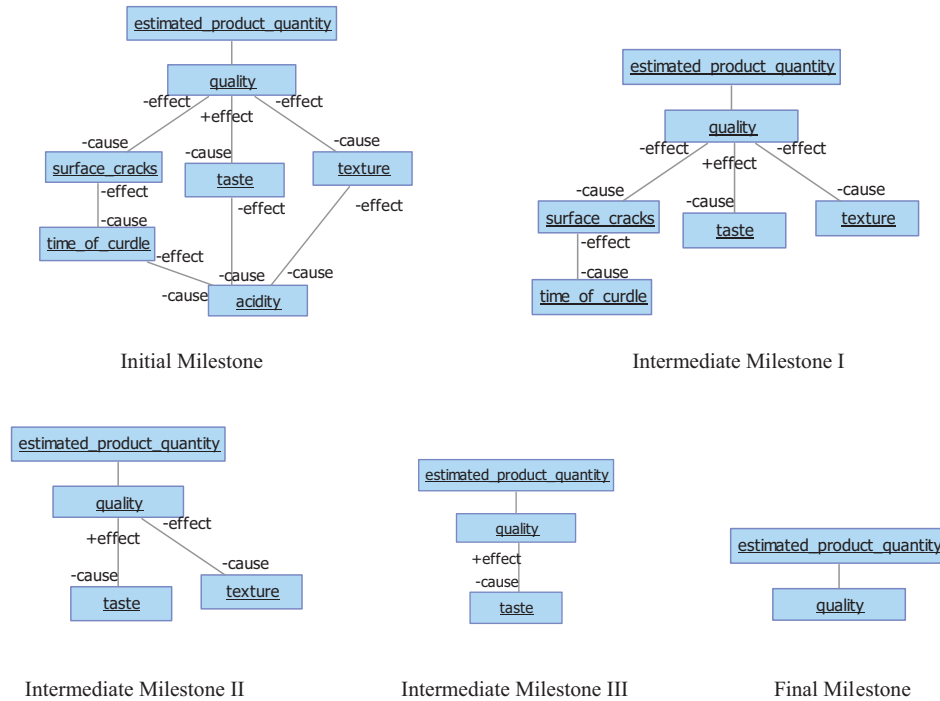 estimated_product_quantity
quality
-effect
+effect
-effect
-cause
-cause
-cause
surface_cracks
taste
texture
-effect
-effect
-effect
-cause
time_of_curdle
-effect
-cause
-cause
-cause
acidity
Initial Milestone
estimated_product_quantity
quality
-effect
+effect
-effect
-cause
-cause
-cause
surface_cracks
taste
texture
-effect
-cause
time_of_curdle
Intermediate Milestone I
estimated_product_quantity
quality
+effect
-effect
-cause
-cause
taste
texture
Intermediate Milestone II
estimated_product_quantity
quality
+effect
-cause
taste
Intermediate Milestone III
estimated_product_quantity
quality
Final Milestone